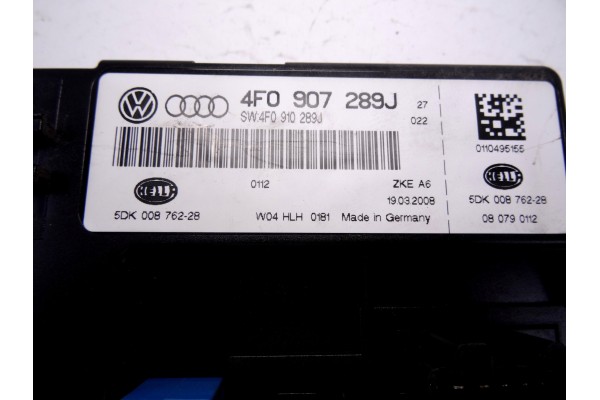 4F0 907 289J 27
SW:4F0 910 289J 022
0112 ZKE A6
19.03.2008
HELLA
5DK 008 762-28
W04 HLH 0181 Made in Germany
0110495155
HELLA
5DK 008 762-28
08 079 0112